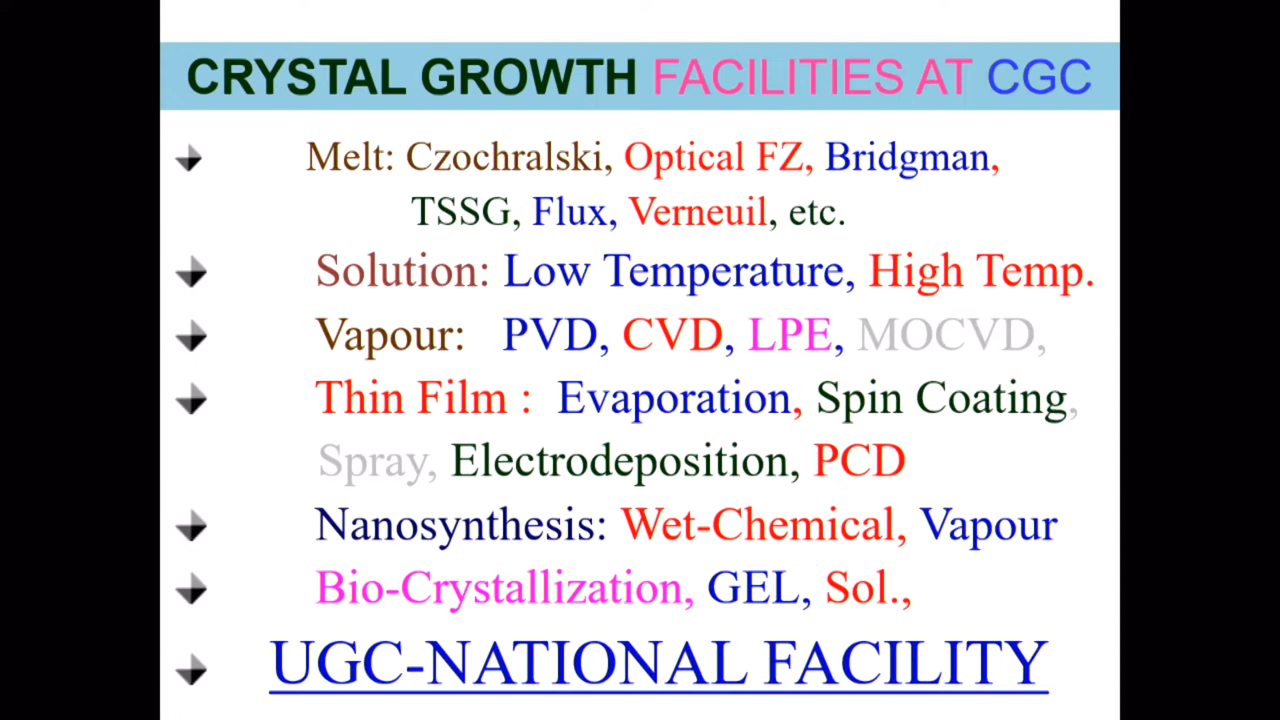 CRYSTAL GROWTH FACILITIES AT CGC
Melt: Czochralski, Optical FZ, Bridgman,
TSSG, Flux, Verneuil, etc.
Solution: Low Temperature, High Temp.
Vapour: PVD, CVD, LPE, MOCVD,
Thin Film : Evaporation, Spin Coating,
Spray, Electrodeposition, PCD
Nanosynthesis: Wet-Chemical, Vapour
Bio-Crystallization, GEL, Sol.,
UGC-NATIONAL FACILITY